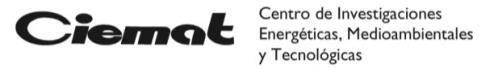 Ciemat
Centro de Investigaciones
Energéticas, Medioambientales
y Tecnológicas